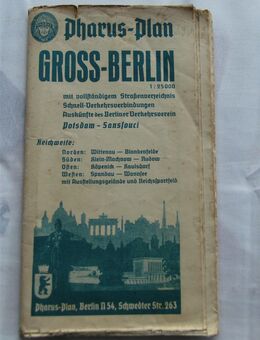 Pharus-Plan
GROSS-BERLIN
1:25000
mit vollständigem Straßenverzeichnis
Schnell-Verkehrsverbindungen
Auskünfte des Berliner Verkehrsverein
Potsdam - Sanssouci
Reichweite:
Norden: Wittenau — Blankenfelde
Süden: Klein-Machnow — Rudow
Osten: Köpenick — Kaulsdorf
Westen: Spandau — Wannsee
mit Ausstellungsgelände und Reichssportfeld
Pharus-Plan, Berlin N 54, Schwedter Str. 263